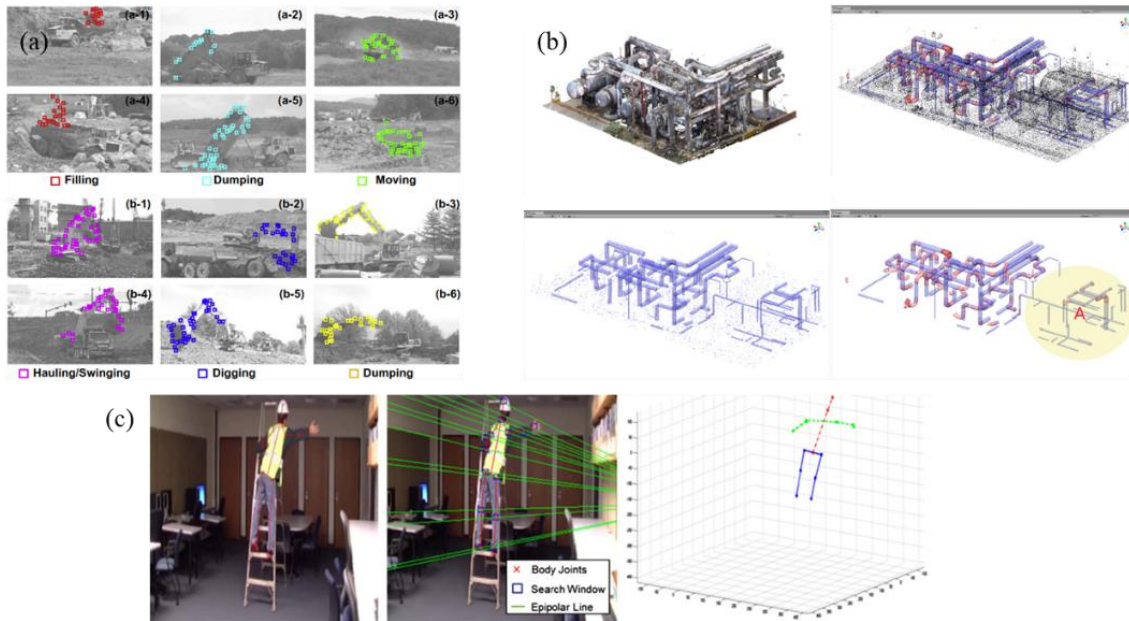 (a)
(a-1) (a-2) (a-3)
(a-4) (a-5) (a-6)
Filling Dumping Moving
(b-1) (b-2) (b-3)
(b-4) (b-5) (b-6)
Hauling/Swinging Digging Dumping
(b)
A
(c)
Body Joints
Search Window
Epipolar Line